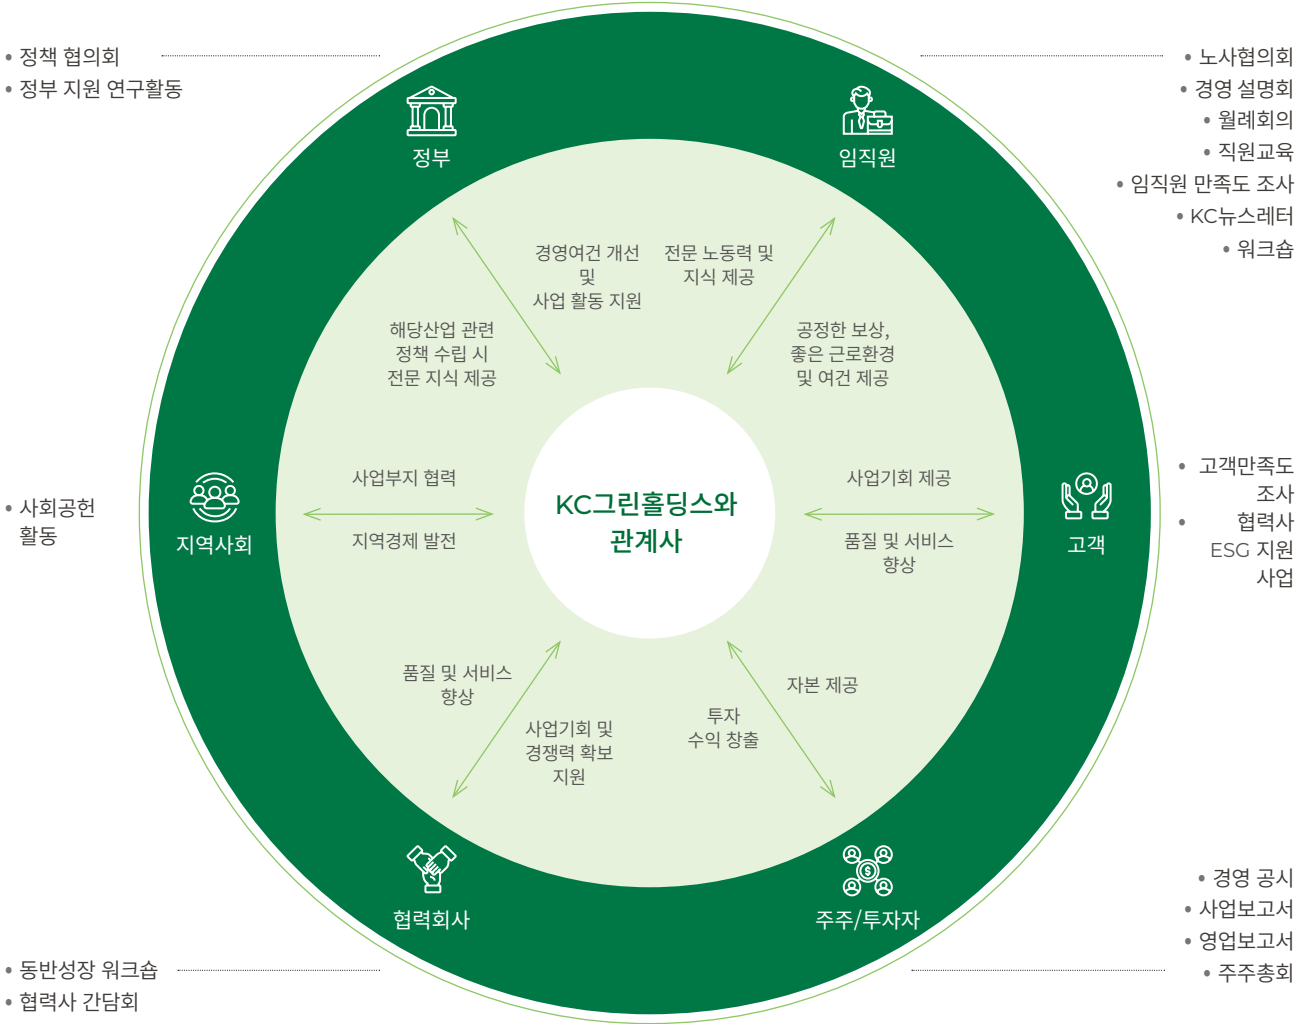 • 정책 협의회
• 정부 지원 연구활동
• 노사협의회
• 경영 설명회
• 월례회의
• 직원교육
• 임직원 만족도 조사
• KC뉴스레터
• 워크숍
정부
임직원
경영여건 개선
및
사업 활동 지원
전문 노동력 및
지식 제공
해당산업 관련
정책 수립 시
전문 지식 제공
공정한 보상,
좋은 근로환경
및 여건 제공
• 사회공헌
활동
지역사회
사업부지 협력
지역경제 발전
KC그린홀딩스와
관계사
사업기회 제공
품질 및 서비스
향상
고객
• 고객만족도
조사
• 협력사
ESG 지원
사업
품질 및 서비스
향상
사업기회 및
경쟁력 확보
지원
자본 제공
투자
수익 창출
협력회사
주주/투자자
• 동반성장 워크숍
• 협력사 간담회
• 경영 공시
• 사업보고서
• 영업보고서
• 주주총회